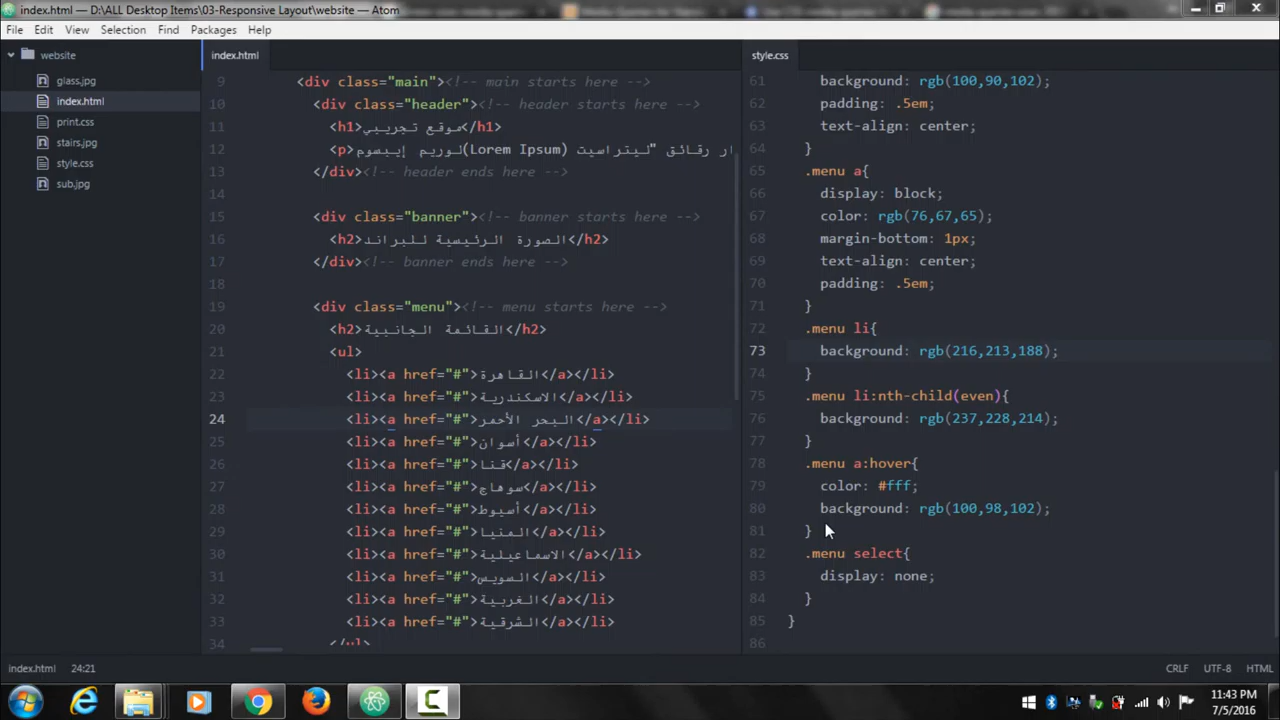 index.html — D:\ALL Desktop Items\03-Responsive Layout\website — Atom
File Edit View Selection Find Packages Help
website
glass.jpg
index.html
print.css
stairs.jpg
style.css
sub.jpg
index.html
9 <div class="main"><!-- main starts here -->
10 <div class="header"><!-- header starts here -->
11 <h1>موقع تجريبي</h1>
12 <p>لوريم إيبسوم(Lorem Ipsum) ار رقائق "ليتراسيت
13 </div><!-- header ends here -->
14
15 <div class="banner"><!-- banner starts here -->
16 <h2>الصورة الرئيسية للبراند</h2>
17 </div><!-- banner ends here -->
18
19 <div class="menu"><!-- menu starts here -->
20 <h2>القائمة الجانبية</h2>
21 <ul>
22 <li><a href="#">القاهرة</a></li>
23 <li><a href="#">الاسكندرية</a></li>
24 <li><a href="#">البحر الأحمر</a></li>
25 <li><a href="#">أسوان</a></li>
26 <li><a href="#">قنا</a></li>
27 <li><a href="#">سوهاج</a></li>
28 <li><a href="#">أسيوط</a></li>
29 <li><a href="#">المنيا</a></li>
30 <li><a href="#">الاسماعيلية</a></li>
31 <li><a href="#">السويس</a></li>
32 <li><a href="#">الغربية</a></li>
33 <li><a href="#">الشرقية</a></li>
34 </ul>
style.css
61 background: rgb(100,90,102);
62 padding: .5em;
63 text-align: center;
64 }
65 .menu a{
66 display: block;
67 color: rgb(76,67,65);
68 margin-bottom: 1px;
69 text-align: center;
70 padding: .5em;
71 }
72 .menu li{
73 background: rgb(216,213,188);
74 }
75 .menu li:nth-child(even){
76 background: rgb(237,228,214);
77 }
78 .menu a:hover{
79 color: #fff;
80 background: rgb(100,98,102);
81 }
82 .menu select{
83 display: none;
84 }
85 }
86
index.html 24:21
CRLF UTF-8 HTML
11:43 PM
7/5/2016